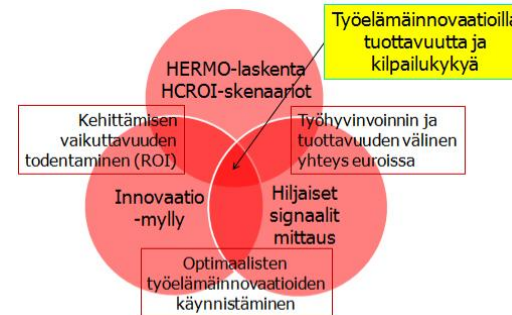 Työelämäinnovaatioilla
tuottavuutta ja
kilpailukykyä
HERMO-laskenta
HCROI-skenaariot
Kehittämisen
vaikuttavuuden
todentaminen (ROI)
Työhyvinvoinnin ja
tuottavuuden välinen
yhteys euroissa
Innovaatio
-mylly
Hiljaiset
signaalit
mittaus
Optimaalisten
työelämäinnovaatioiden
käynnistäminen